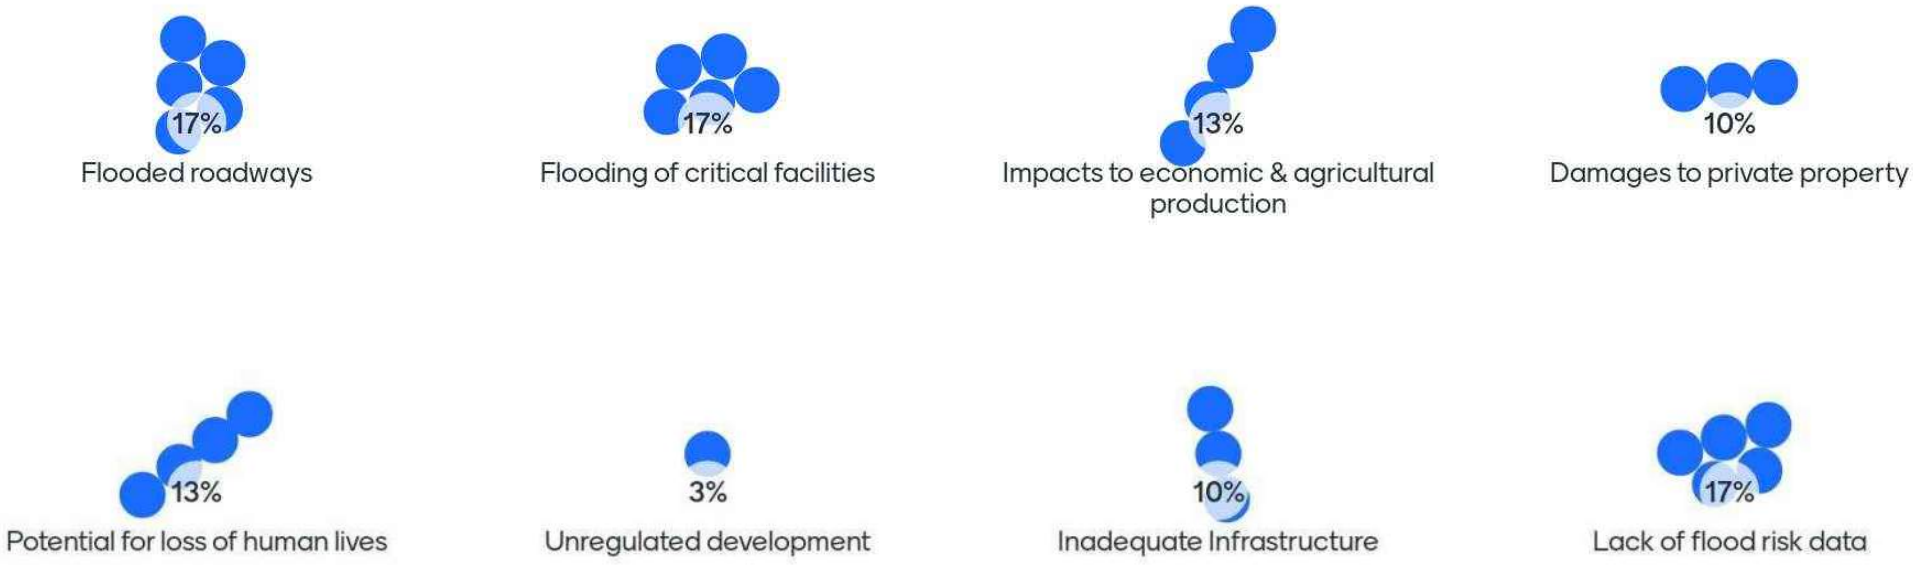 17%
17%
13%
10%
Flooded roadways
Flooding of critical facilities
Impacts to economic & agricultural
production
Damages to private property
13%
3%
10%
17%
Potential for loss of human lives
Unregulated development
Inadequate Infrastructure
Lack of flood risk data